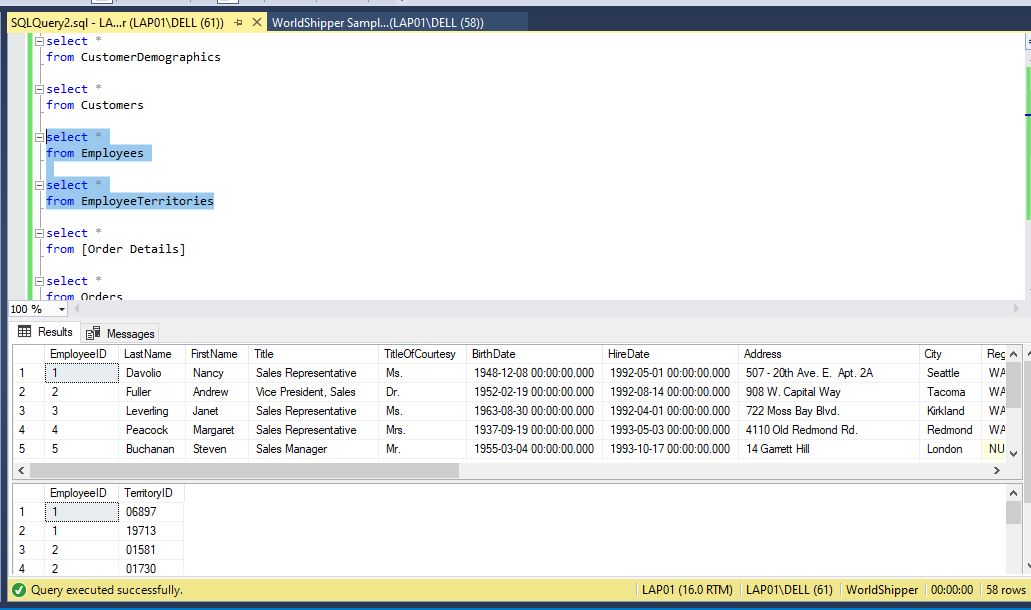 SQLQuery2.sql - LA...r (LAP01\DELL (61)) WorldShipper Sampl...(LAP01\DELL (58))
select *
from CustomerDemographics
select *
from Customers
select *
from Employees
select *
from EmployeeTerritories
select *
from [Order Details]
select *
from Orders
100 %
Results Messages
EmployeeID LastName FirstName Title TitleOfCourtesy BirthDate HireDate Address City Reg
1 1 Davolio Nancy Sales Representative Ms. 1948-12-08 00:00:00.000 1992-05-01 00:00:00.000 507 - 20th Ave. E. Apt. 2A Seattle WA
2 2 Fuller Andrew Vice President, Sales Dr. 1952-02-19 00:00:00.000 1992-08-14 00:00:00.000 908 W. Capital Way Tacoma WA
3 3 Leverling Janet Sales Representative Ms. 1963-08-30 00:00:00.000 1992-04-01 00:00:00.000 722 Moss Bay Blvd. Kirkland WA
4 4 Peacock Margaret Sales Representative Mrs. 1937-09-19 00:00:00.000 1993-05-03 00:00:00.000 4110 Old Redmond Rd. Redmond WA
5 5 Buchanan Steven Sales Manager Mr. 1955-03-04 00:00:00.000 1993-10-17 00:00:00.000 14 Garrett Hill London NU
EmployeeID TerritoryID
1 1 06897
2 1 19713
3 2 01581
4 2 01730
Query executed successfully. LAP01 (16.0 RTM) LAP01\DELL (61) WorldShipper 00:00:00 58 rows